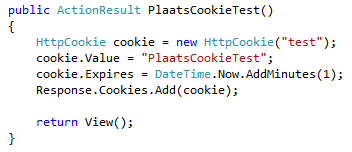 public ActionResult PlaatsCookieTest()
{
    HttpCookie cookie = new HttpCookie("test");
    cookie.Value = "PlaatsCookieTest";
    cookie.Expires = DateTime.Now.AddMinutes(1);
    Response.Cookies.Add(cookie);

    return View();
}